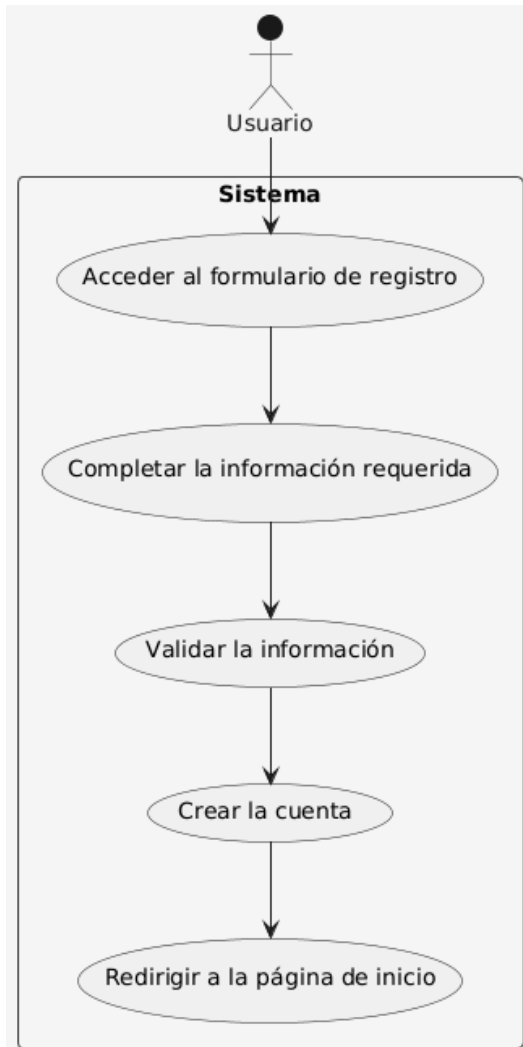 Usuario
Sistema
Acceder al formulario de registro
Completar la información requerida
Validar la información
Crear la cuenta
Redirigir a la página de inicio